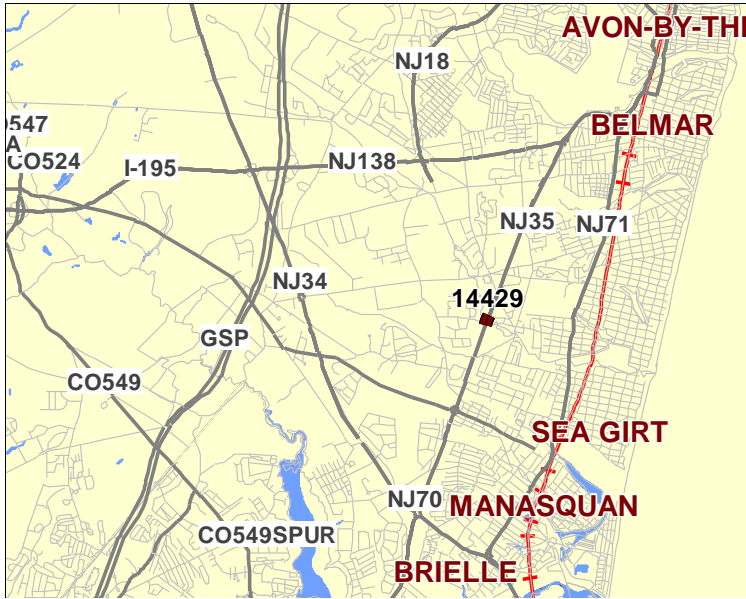 AVON-BY-THE
NJ18
547
A
CO524
BELMAR
I-195
NJ138
NJ35
NJ71
NJ34
14429
GSP
CO549
SEA GIRT
NJ70
MANASQUAN
CO549SPUR
BRIELLE